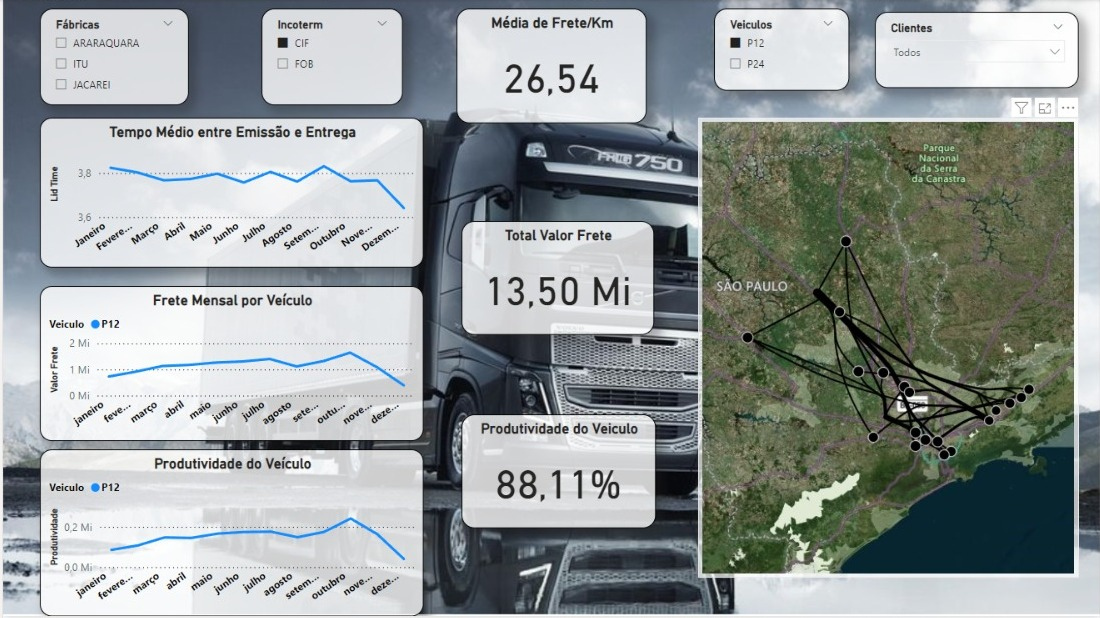 Fábricas
ARARAQUARA
ITU
JACAREI
Incoterm
CIF
FOB
Média de Frete/Km
26,54
Veiculos
P12
P24
Clientes
Todos
Tempo Médio entre Emissão e Entrega
Lid Time
3,8
3,6
Janeiro
Fevere...
Março
Abril
Maio
Junho
Julho
Agosto
Setem...
Outubro
Nove...
Dezem...
750
Total Valor Frete
13,50 Mi
Frete Mensal por Veículo
Veiculo P12
Valor Frete
2 Mi
1 Mi
0 Mi
janeiro
feve...
março
abril
maio
junho
julho
agosto
sete...
outu...
nove...
deze...
Produtividade do Veiculo
88,11%
Produtividade do Veículo
Veiculo P12
Produtividade
0,2 Mi
0,0 Mi
janeiro
feve...
março
abril
maio
junho
julho
agosto
setem...
outubro
nove...
deze...
Parque
Nacional
da Serra
da Canastra
SÃO PAULO